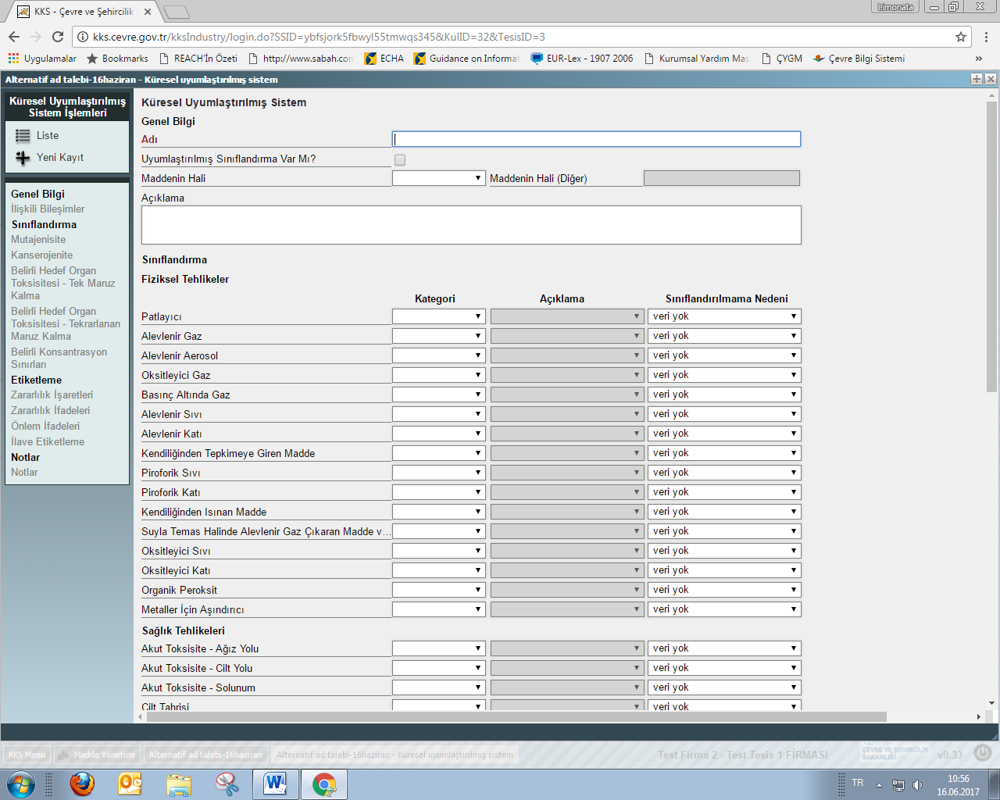 KKS - Çevre ve Şehircilik
Limonata
kks.cevre.gov.tr/kksIndustry/login.do?SSID=ybfsjork5fbwyl55tmwqs345&KulID=32&TesisID=3
Uygulamalar Bookmarks REACH'İn Özeti http://www.sabah.com ECHA Guidance on Informat EUR-Lex - 1907 2006 Kurumsal Yardım Mas ÇYGM Çevre Bilgi Sistemi »
Alternatif ad talebi-16haziran - Küresel uyumlaştırılmış sistem
Küresel Uyumlaştırılmış
Sistem İşlemleri
Liste
Yeni Kayıt
Genel Bilgi
İlişkili Bileşimler
Sınıflandırma
Mutajenisite
Kanserojenite
Belirli Hedef Organ
Toksisitesi - Tek Maruz
Kalma
Belirli Hedef Organ
Toksisitesi - Tekrarlanan
Maruz Kalma
Belirli Konsantrasyon
Sınırları
Etiketleme
Zararlılık İşaretleri
Zararlılık İfadeleri
Önlem İfadeleri
İlave Etiketleme
Notlar
Notlar
Küresel Uyumlaştırılmış Sistem
Genel Bilgi
Adı
Uyumlaştırılmış Sınıflandırma Var Mı?
Maddenin Hali Maddenin Hali (Diğer)
Açıklama
Sınıflandırma
Fiziksel Tehlikeler
Kategori Açıklama Sınıflandırılmama Nedeni
Patlayıcı veri yok
Alevlenir Gaz veri yok
Alevlenir Aerosol veri yok
Oksitleyici Gaz veri yok
Basınç Altında Gaz veri yok
Alevlenir Sıvı veri yok
Alevlenir Katı veri yok
Kendiliğinden Tepkimeye Giren Madde veri yok
Piroforik Sıvı veri yok
Piroforik Katı veri yok
Kendiliğinden Isınan Madde veri yok
Suyla Temas Halinde Alevlenir Gaz Çıkaran Madde v... veri yok
Oksitleyici Sıvı veri yok
Oksitleyici Katı veri yok
Organik Peroksit veri yok
Metaller İçin Aşındırıcı veri yok
Sağlık Tehlikeleri
Akut Toksisite - Ağız Yolu veri yok
Akut Toksisite - Cilt Yolu veri yok
Akut Toksisite - Solunum veri yok
Cilt Tahrişi veri yok
KKS Menu Madde Yönetimi Alternatif ad talebi-16haziran Alternatif ad talebi-16haziran - Küresel uyumlaştırılmış sistem Test Firma 2 - Test Tesis 1 FİRMASI ÇEVRE VE ŞEHİRCİLİK BAKANLIĞI v0.33
TR 10:56
16.06.2017